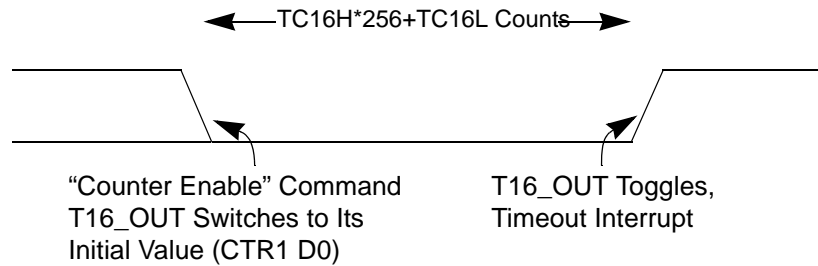 TC16H*256+TC16L Counts
“Counter Enable” Command
T16_OUT Switches to Its
Initial Value (CTR1 D0)
T16_OUT Toggles,
Timeout Interrupt